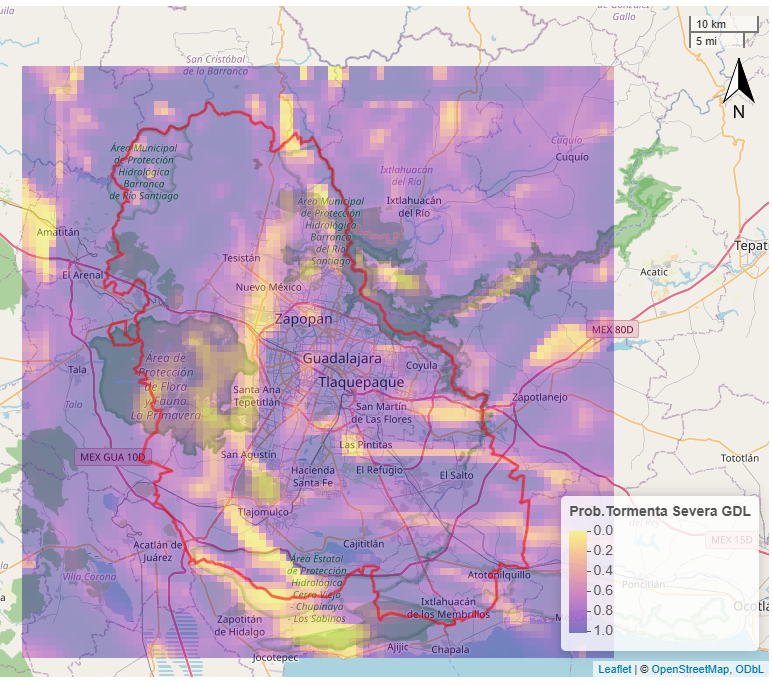 Gallo
10 km
5 mi
N
San Cristóbal
de la Barranca
Cuquío
Cuquío
Área Municipal
de Protección
Hidrológica
Barranca
de Río Santiago
Ixtlahuacán
del Río
Ixtlahuacán
del Río
Área Municipal
de Protección
Hidrológica
Barranca
del Río
Santiago
Amatitán
Tepat
Tesistán
El Arenal
Acatic
Nuevo México
Zapopan
MEX 80D
Guadalajara
Área de
Protección
de Flora
y Fauna
La Primavera
Tala
Coyula
Tlaquepaque
Santa Ana
Tepetitlán
Tala
San Martín
de Las Flores
Zapotlanejo
Las Pintitas
San Agustín
MEX GUA 10D
Tototlán
Hacienda
Santa Fe
El Refugio
El Salto
Tlajomulco
Prob.Tormenta Severa GDL
0.0
0.2
0.4
0.6
0.8
1.0
del Rey
MEX 15D
Acatlán de
Juárez
Cajititlán
Área Estatal
de Protección
Hidrológica
Cerro Viejo
- Chupinaya
- Los Sabinos
Atotonilquillo
Villa Corona
Poncitlán
Ixtlahuacán
de los Membrillos
Ocotlá
Zapotitán
de Hidalgo
Ajijic
Chapala
Jocotepec
Leaflet | © OpenStreetMap, ODbL